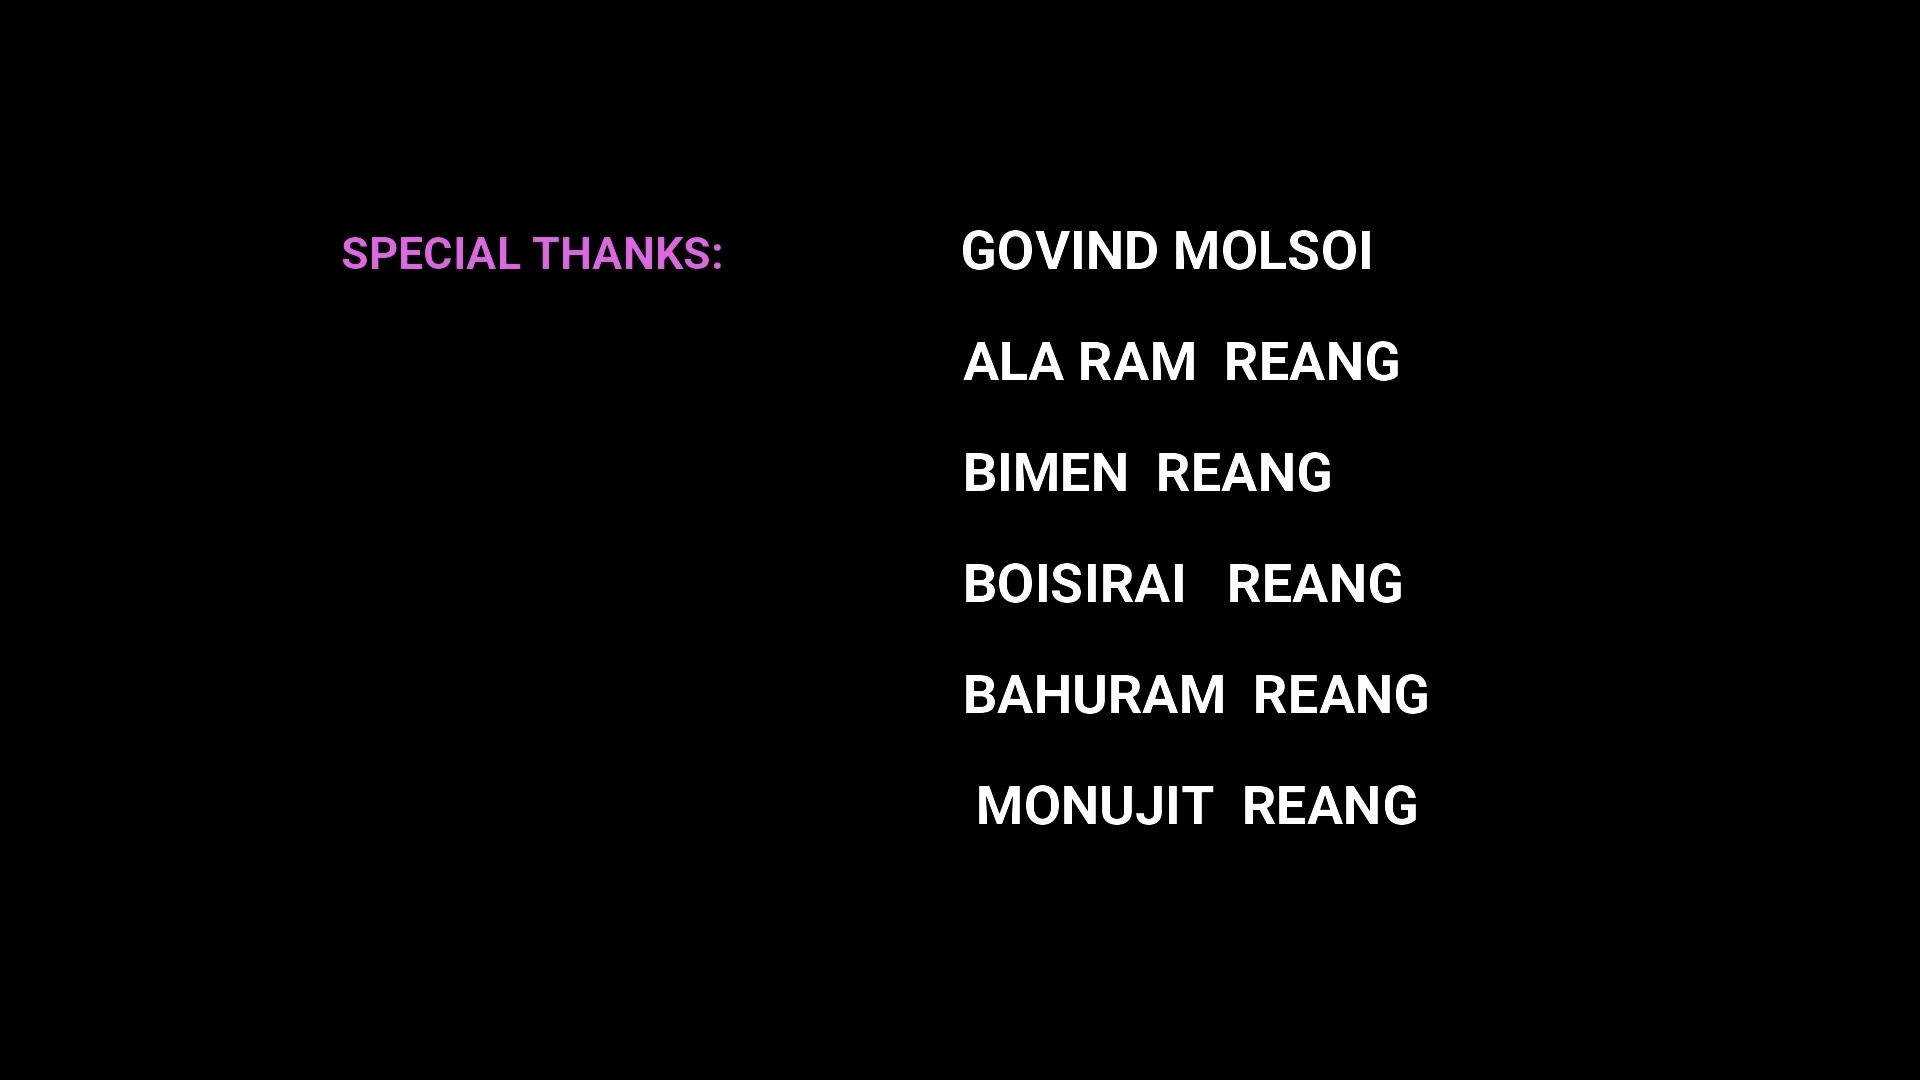 SPECIAL THANKS: GOVIND MOLSOI
ALA RAM REANG
BIMEN REANG
BOISIRAI REANG
BAHURAM REANG
MONUJIT REANG